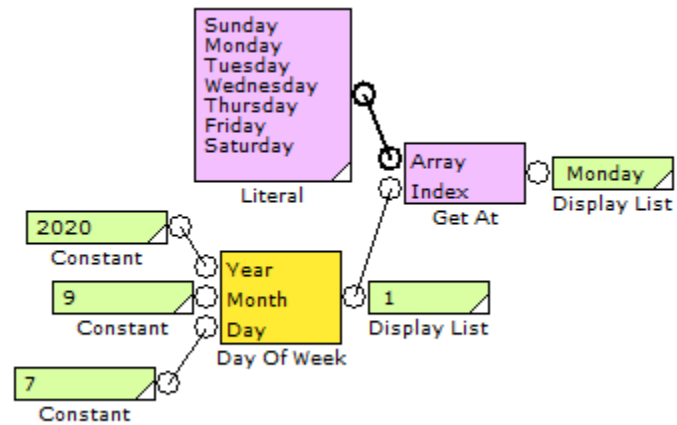 Sunday
Monday
Tuesday
Wednesday
Thursday
Friday
Saturday
Literal
Array
Index
Get At
Monday
Display List
2020
Constant
9
Constant
7
Constant
Year
Month
Day
Day Of Week
1
Display List